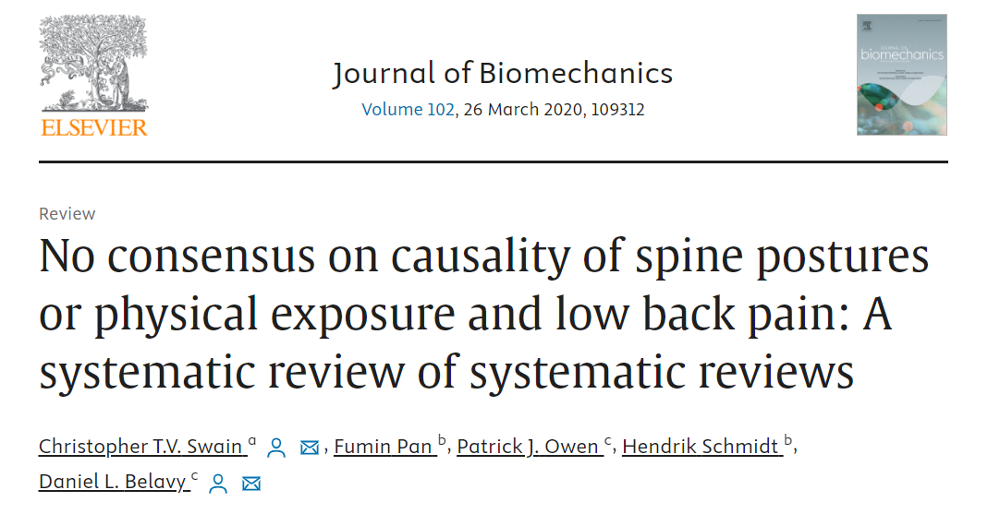 ELSEVIER
Journal of Biomechanics
Volume 102, 26 March 2020, 109312
JOURNAL OF
biomechanics
Review
No consensus on causality of spine postures
or physical exposure and low back pain: A
systematic review of systematic reviews
Christopher T.V. Swain a, Fumin Pan b, Patrick J. Owen c, Hendrik Schmidt b,
Daniel L. Belavy c